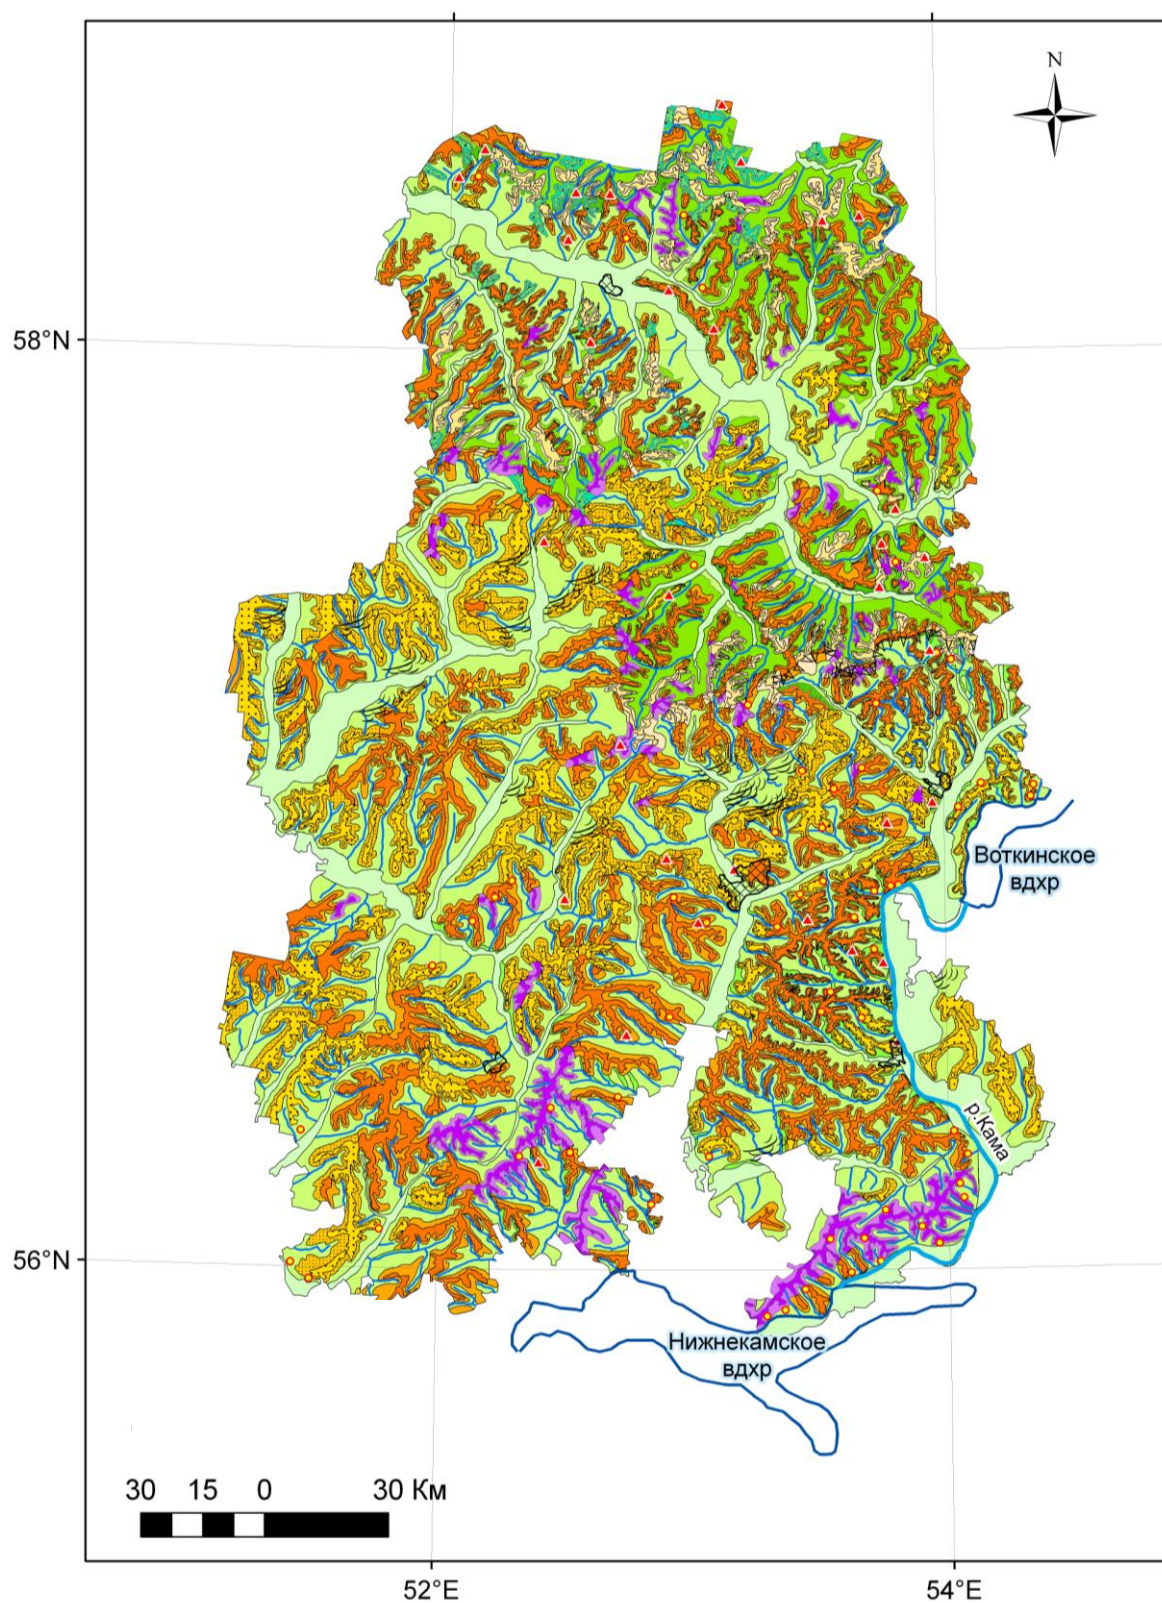 N
58°N
Воткинское
вдхр
р.Кама
56°N
Нижнекамское
вдхр
30 15 0 30 Км
52°E 54°E